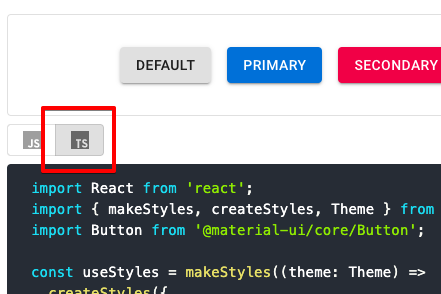 DEFAULT PRIMARY SECONDARY
JS TS
import React from 'react';
import { makeStyles, createStyles, Theme } from
import Button from '@material-ui/core/Button';
const useStyles = makeStyles((theme: Theme) =>
createStyles({